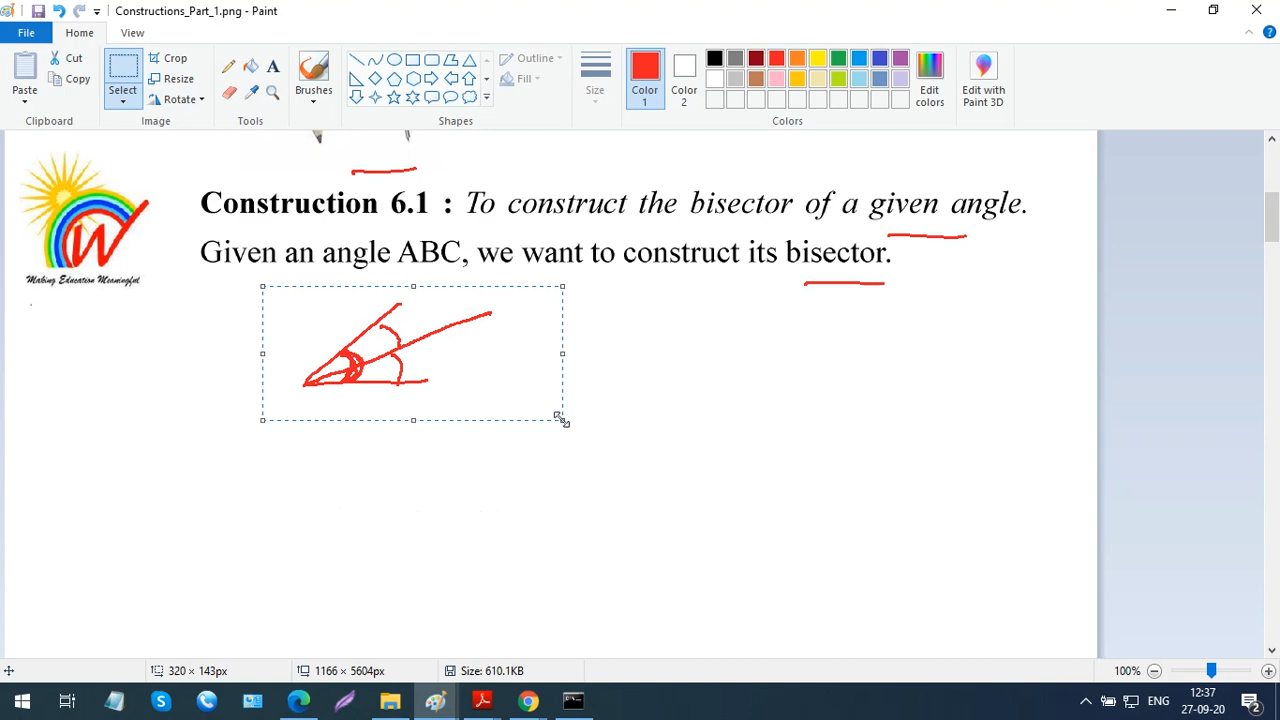 Constructions_Part_1.png - Paint
File Home View
Paste Cut Copy Clipboard
Select Crop Resize Rotate Image
Tools
Brushes
Outline Fill Shapes
Size
Color 1 Color 2 Edit colors Edit with Paint 3D Colors
Construction 6.1 : To construct the bisector of a given angle.
Given an angle ABC, we want to construct its bisector.
W
Making Education Meaningful
320 × 143px 1166 × 5604px Size: 610.1KB 100%
ENG 12:37
27-09-20
2